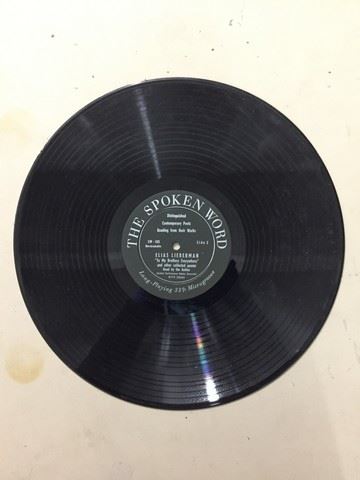 THE SPOKEN WORD
Distinguished
Contemporary Poets
Reading from their Works
SW - Side 2
ELIAS LIEBERMAN
"To My Brothers Everywhere"
and other collected poems
Read by the Author
Long-Playing 33⅓ Microgroove